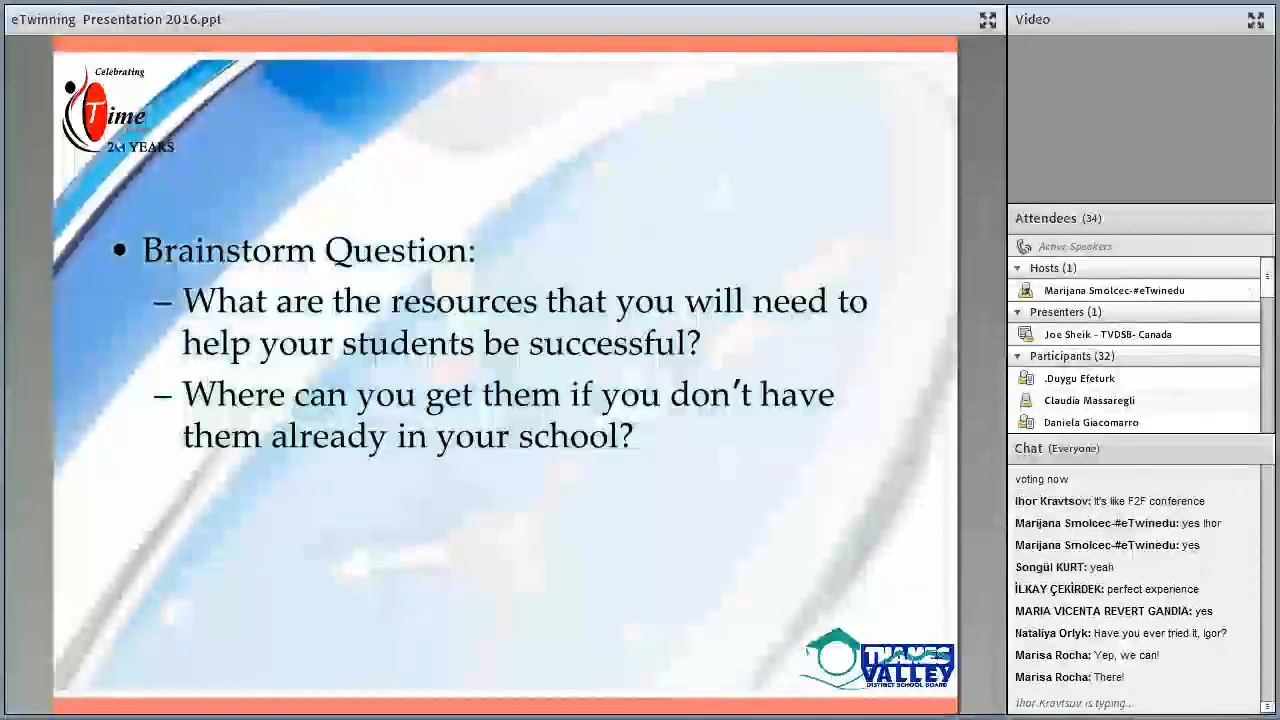 eTwinning Presentation 2016.ppt
Celebrating
Time
20 YEARS
• Brainstorm Question:
– What are the resources that you will need to
help your students be successful?
– Where can you get them if you don't have
them already in your school?
THAMES
VALLEY
DISTRICT SCHOOL BOARD
Video
Attendees (34)
Active Speakers
Hosts (1)
Marijana Smolcec-#eTwinedu
Presenters (1)
Joe Sheik - TVDSB- Canada
Participants (32)
.Duygu Efeturk
Claudia Massaregli
Daniela Giacomarro
Chat (Everyone)
voting now
Ihor Kravtsov: It's like F2F conference
Marijana Smolcec-#eTwinedu: yes Ihor
Marijana Smolcec-#eTwinedu: yes
Songül KURT: yeah
İLKAY ÇEKİRDEK: perfect experience
MARIA VICENTA REVERT GANDIA: yes
Nataliya Orlyk: Have you ever tried it, Igor?
Marisa Rocha: Yep, we can!
Marisa Rocha: There!
Ihor Kravtsov is typing...